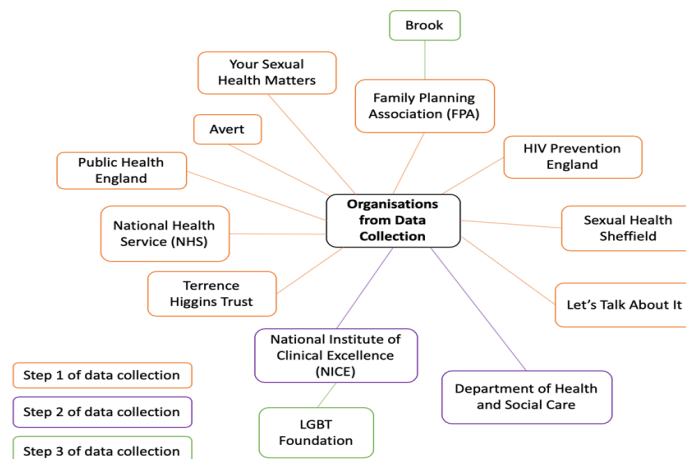 Brook
Your Sexual
Health Matters
Family Planning
Association (FPA)
Avert
HIV Prevention
England
Public Health
England
Organisations
from Data
Collection
National Health
Service (NHS)
Sexual Health
Sheffield
Terrence
Higgins Trust
Let's Talk About It
National Institute of
Clinical Excellence
(NICE)
Department of Health
and Social Care
LGBT
Foundation
Step 1 of data collection
Step 2 of data collection
Step 3 of data collection